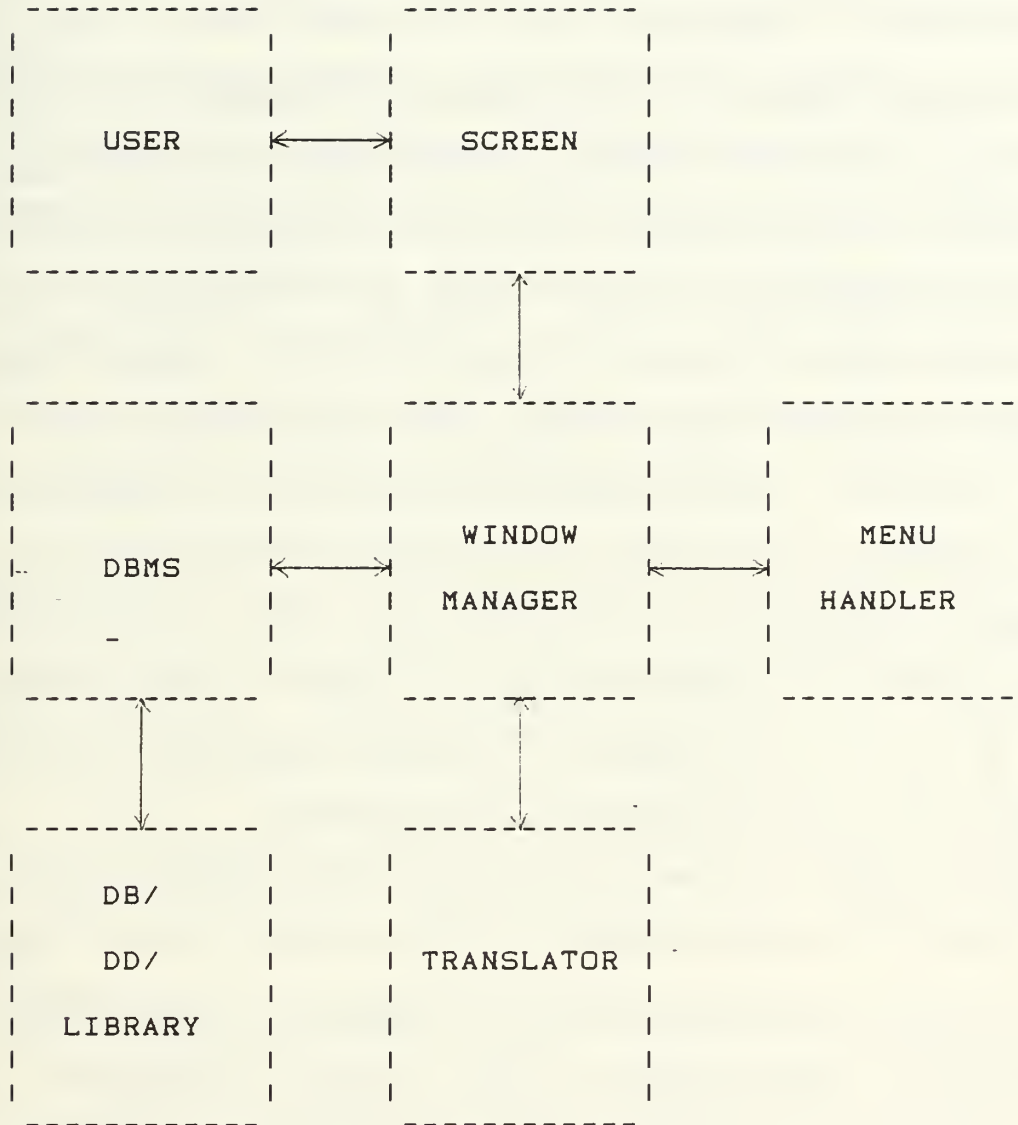 USER
SCREEN
DBMS
WINDOW
MANAGER
MENU
HANDLER
DB/
DD/
LIBRARY
TRANSLATOR